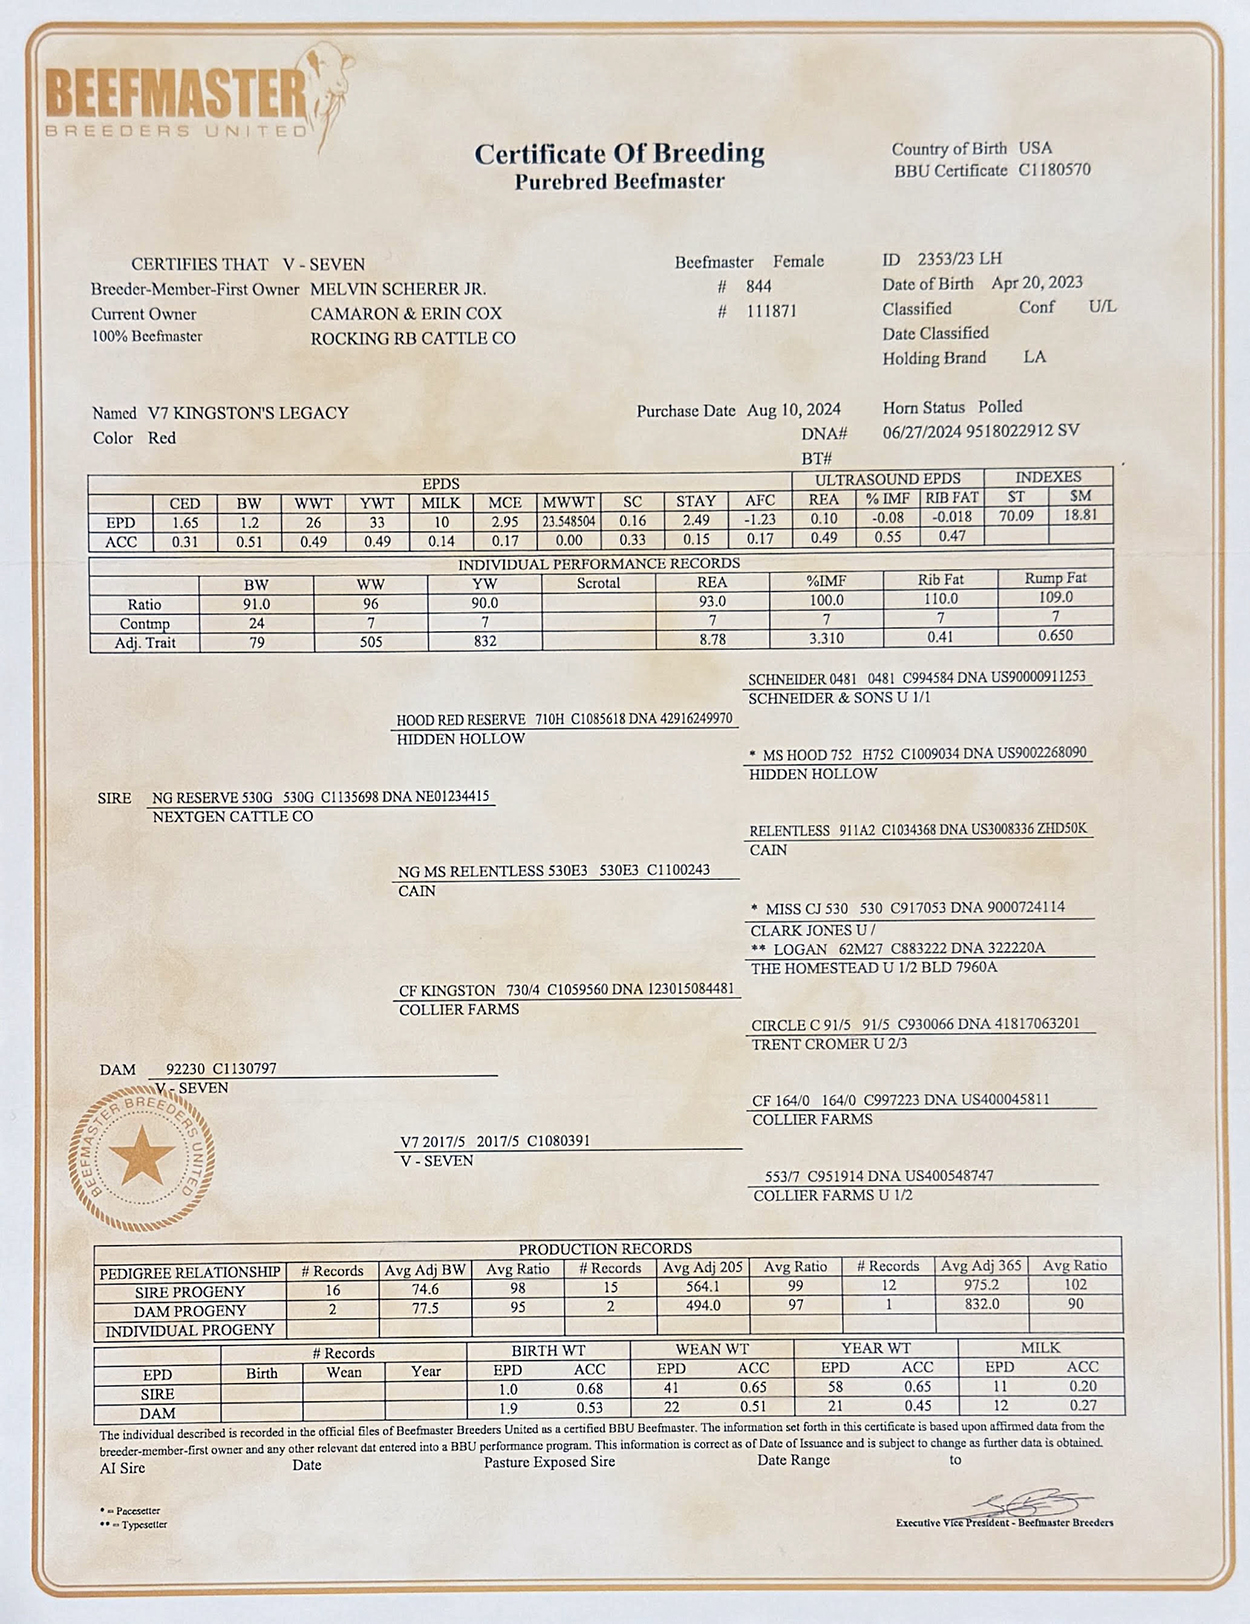 BEEFMASTER
BREEDERS UNITED
Certificate Of Breeding
Purebred Beefmaster
Country of Birth USA
BBU Certificate C1180570
CERTIFIES THAT V - SEVEN
Beefmaster Female
ID 2353/23 LH
Breeder-Member-First Owner MELVIN SCHERER JR.
# 844
Date of Birth Apr 20, 2023
Current Owner CAMARON & ERIN COX
# 111871
Classified Conf U/L
100% Beefmaster ROCKING RB CATTLE CO
Date Classified
Holding Brand LA
Named V7 KINGSTON'S LEGACY
Purchase Date Aug 10, 2024
Horn Status Polled
Color Red
DNA# 06/27/2024 9518022912 SV
BT#
EPDS ULTRASOUND EPDS INDEXES
CED BW WWT YWT MILK MCE MWWT SC STAY AFC REA % IMF RIB FAT $T $M
EPD 1.65 1.2 26 33 10 2.95 23.548504 0.16 2.49 -1.23 0.10 -0.08 -0.018 70.09 18.81
ACC 0.31 0.51 0.49 0.49 0.14 0.17 0.00 0.33 0.15 0.17 0.49 0.55 0.47
INDIVIDUAL PERFORMANCE RECORDS
BW WW YW Scrotal REA %IMF Rib Fat Rump Fat
Ratio 91.0 96 90.0 93.0 100.0 110.0 109.0
Contmp 24 7 7 7 7 7 7
Adj. Trait 79 505 832 8.78 3.310 0.41 0.650
SCHNEIDER 0481 0481 C994584 DNA US90000911253
SCHNEIDER & SONS U 1/1
HOOD RED RESERVE 710H C1085618 DNA 42916249970
HIDDEN HOLLOW
* MS HOOD 752 H752 C1009034 DNA US9002268090
HIDDEN HOLLOW
SIRE NG RESERVE 530G 530G C1135698 DNA NE01234415
NEXTGEN CATTLE CO
RELENTLESS 911A2 C1034368 DNA US3008336 ZHD50K
CAIN
NG MS RELENTLESS 530E3 530E3 C1100243
CAIN
* MISS CJ 530 530 C917053 DNA 9000724114
CLARK JONES U /
** LOGAN 62M27 C883222 DNA 322220A
THE HOMESTEAD U 1/2 BLD 7960A
CF KINGSTON 730/4 C1059560 DNA 123015084481
COLLIER FARMS
CIRCLE C 91/5 91/5 C930066 DNA 41817063201
TRENT CROMER U 2/3
DAM 92230 C1130797
V - SEVEN
CF 164/0 164/0 C997223 DNA US400045811
COLLIER FARMS
V7 2017/5 2017/5 C1080391
V - SEVEN
553/7 C951914 DNA US400548747
COLLIER FARMS U 1/2
BEEFMASTER BREEDERS UNITED
PRODUCTION RECORDS
PEDIGREE RELATIONSHIP # Records Avg Adj BW Avg Ratio # Records Avg Adj 205 Avg Ratio # Records Avg Adj 365 Avg Ratio
SIRE PROGENY 16 74.6 98 15 564.1 99 12 975.2 102
DAM PROGENY 2 77.5 95 2 494.0 97 1 832.0 90
INDIVIDUAL PROGENY
# Records BIRTH WT WEAN WT YEAR WT MILK
EPD Birth Wean Year EPD ACC EPD ACC EPD ACC EPD ACC
SIRE 1.0 0.68 41 0.65 58 0.65 11 0.20
DAM 1.9 0.53 22 0.51 21 0.45 12 0.27
The individual described is recorded in the official files of Beefmaster Breeders United as a certified BBU Beefmaster. The information set forth in this certificate is based upon affirmed data from the
breeder-member-first owner and any other relevant dat entered into a BBU performance program. This information is correct as of Date of Issuance and is subject to change as further data is obtained.
AI Sire Date Pasture Exposed Sire Date Range to
* = Pacesetter
** = Typesetter
Executive Vice President - Beefmaster Breeders